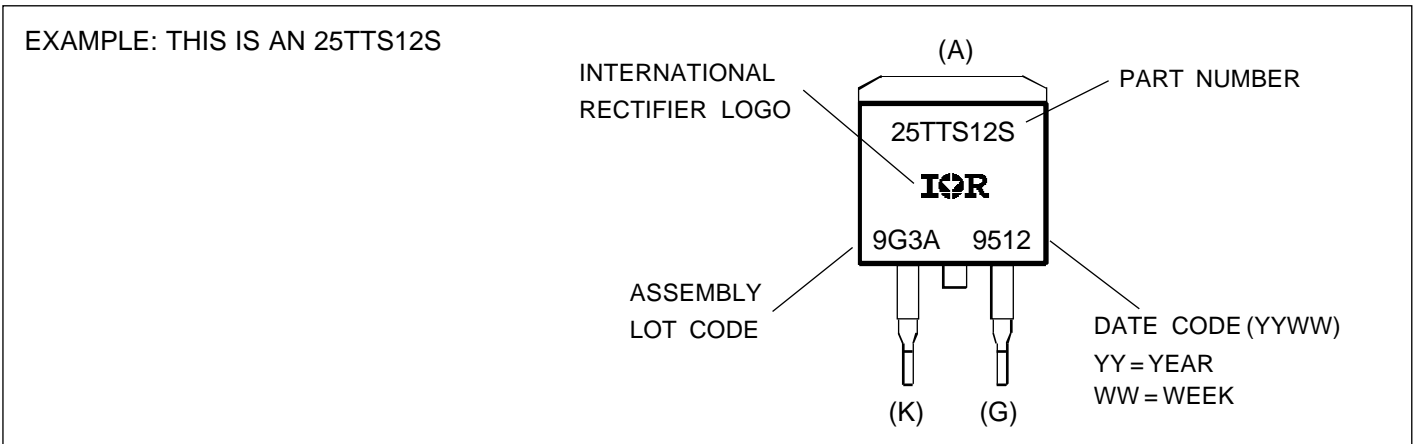 EXAMPLE: THIS IS AN 25TTS12S
(A)
INTERNATIONAL
RECTIFIER LOGO
PART NUMBER
25TTS12S
IOR
9G3A 9512
ASSEMBLY
LOT CODE
DATE CODE (YYWW)
YY = YEAR
WW = WEEK
(K) (G)